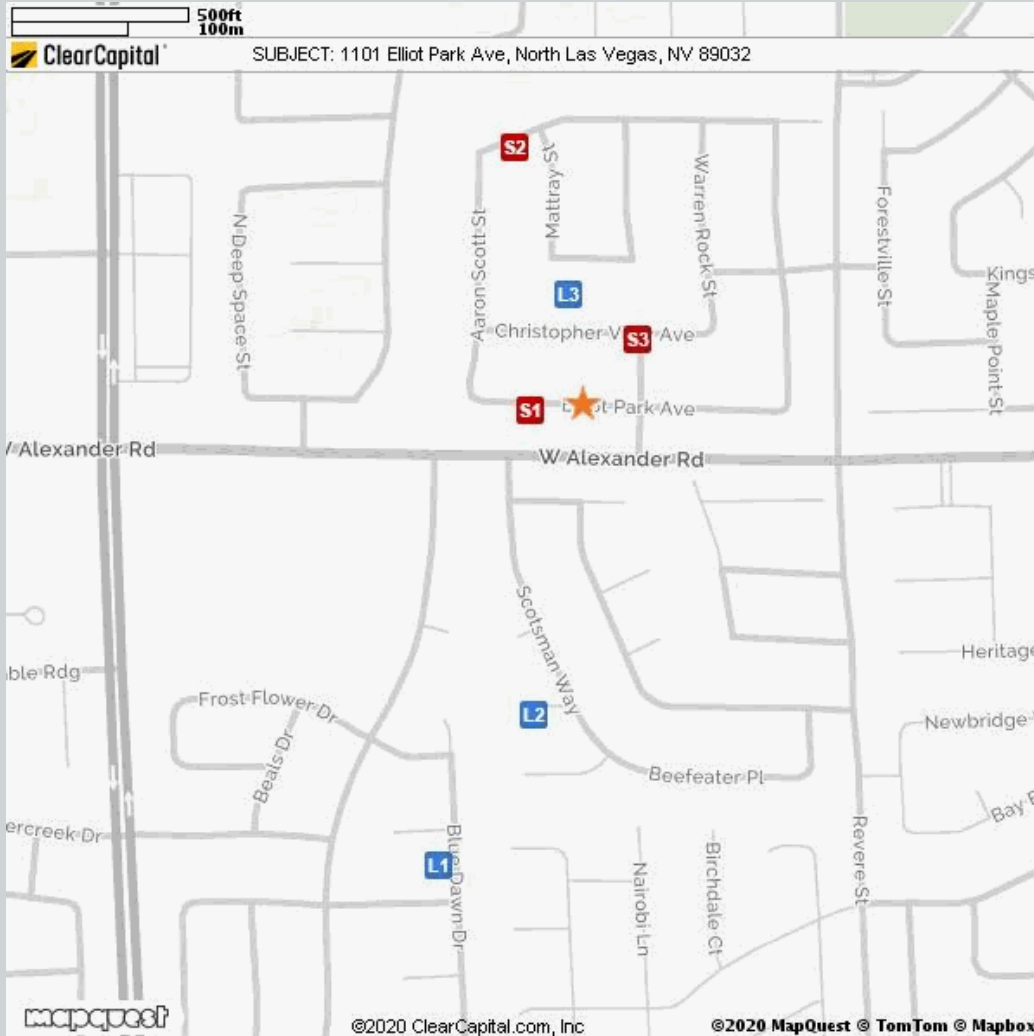 500ft
100m
ClearCapital
SUBJECT: 1101 Elliot Park Ave, North Las Vegas, NV 89032
S2
Mattray St
Warren Rock St
Forestville St
N Deep Space St
Aaron Scott St
Kings
L3
Maple Point St
Christopher V
S3
Ave
S1
Park Ave
Alexander Rd
W Alexander Rd
Scotsman Way
Heritage
ble Rdg
Frost Flower Dr
L2
Newbridge
Beals Dr
Beefeater Pl
Bay
ercreek Dr
Blue Dawn Dr
Revere St
L1
Nairobi Ln
Birchdale Ct
mapquest
©2020 ClearCapital.com, Inc
©2020 MapQuest © TomTom © Mapbox